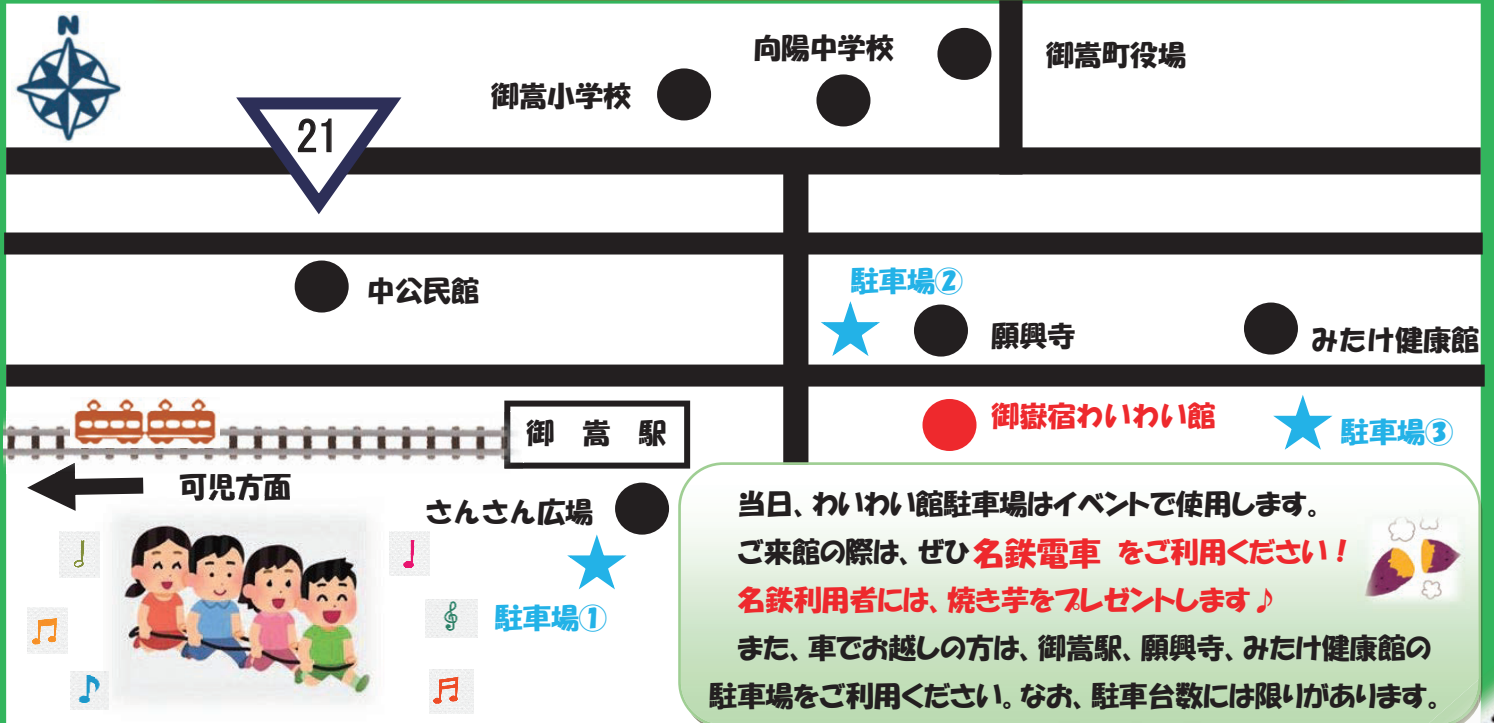 N
向陽中学校
御嵩町役場
御嵩小学校
21
中公民館
駐車場②
願興寺
みたけ健康館
御嶽宿わいわい館
駐車場③
御 嵩 駅
可児方面
さんさん広場
駐車場①
当日、わいわい館駐車場はイベントで使用します。
ご来館の際は、ぜひ名鉄電車 をご利用ください!
名鉄利用者には、焼き芋をプレゼントします♪
また、車でお越しの方は、御嵩駅、願興寺、みたけ健康館の
駐車場をご利用ください。なお、駐車台数には限りがあります。